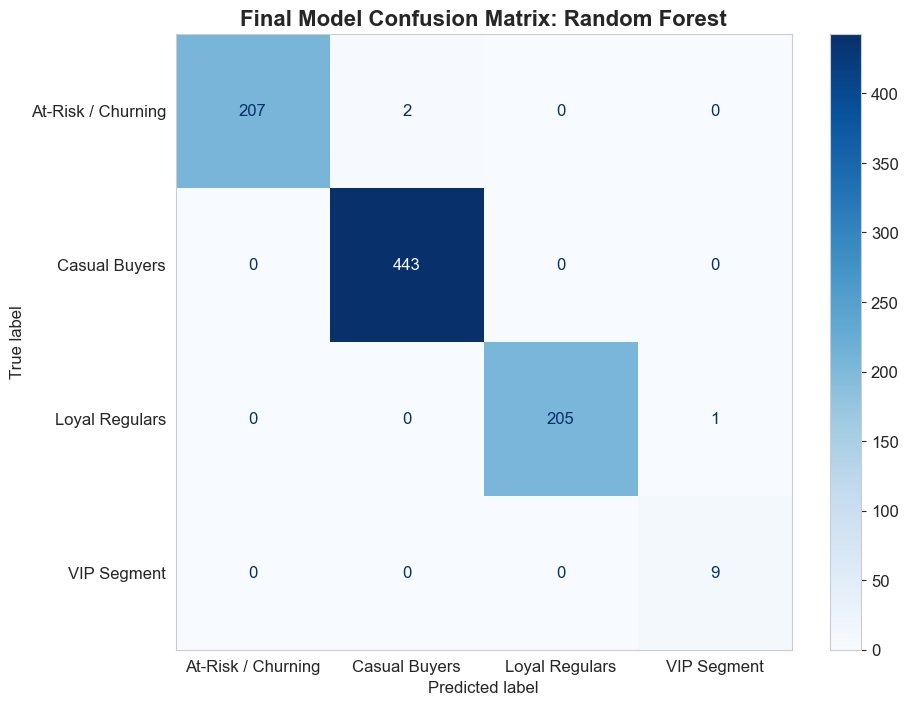 Final Model Confusion Matrix: Random Forest
At-Risk / Churning
207
2
0
0
Casual Buyers
0
443
0
0
Loyal Regulars
0
0
205
1
VIP Segment
0
0
0
9
At-Risk / Churning
Casual Buyers
Loyal Regulars
VIP Segment
Predicted label
True label
400
350
300
250
200
150
100
50
0